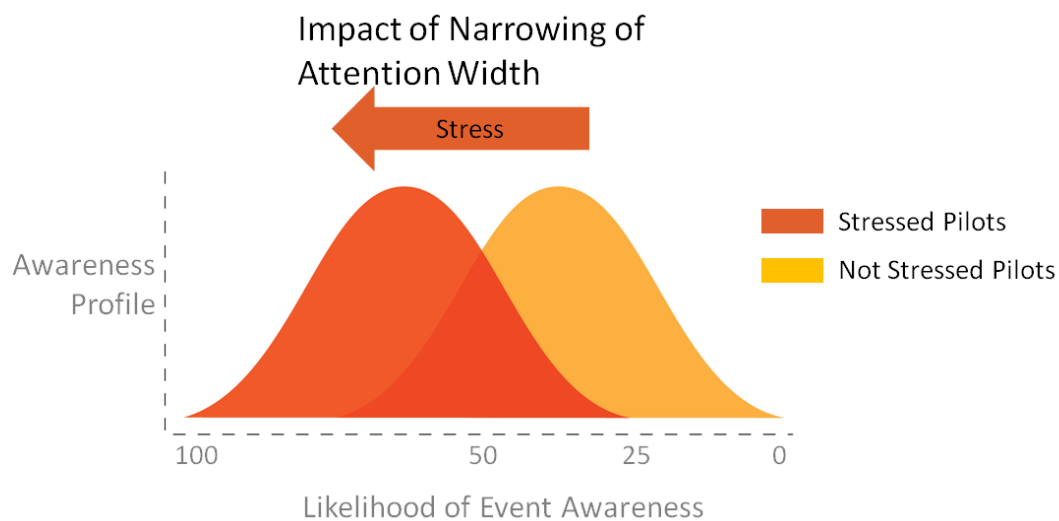 Impact of Narrowing of
Attention Width
Stress
Stressed Pilots
Not Stressed Pilots
Awareness
Profile
100
50
25
0
Likelihood of Event Awareness